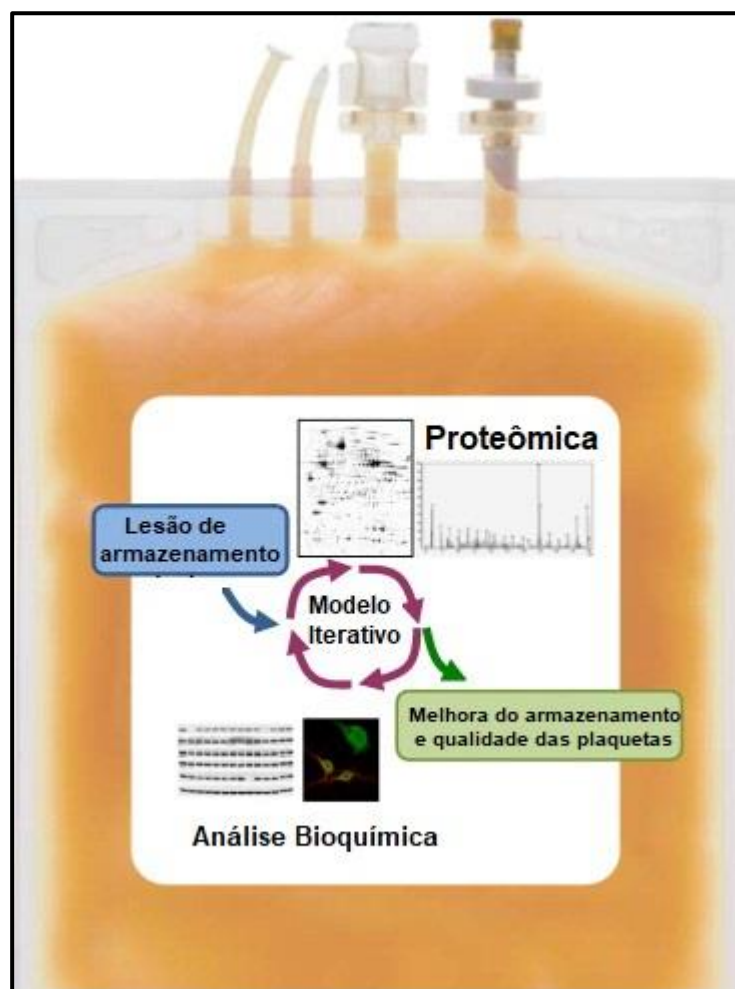 Proteômica
Lesão de
armazenamento
Modelo
Iterativo
Melhora do armazenamento
e qualidade das plaquetas
Análise Bioquímica